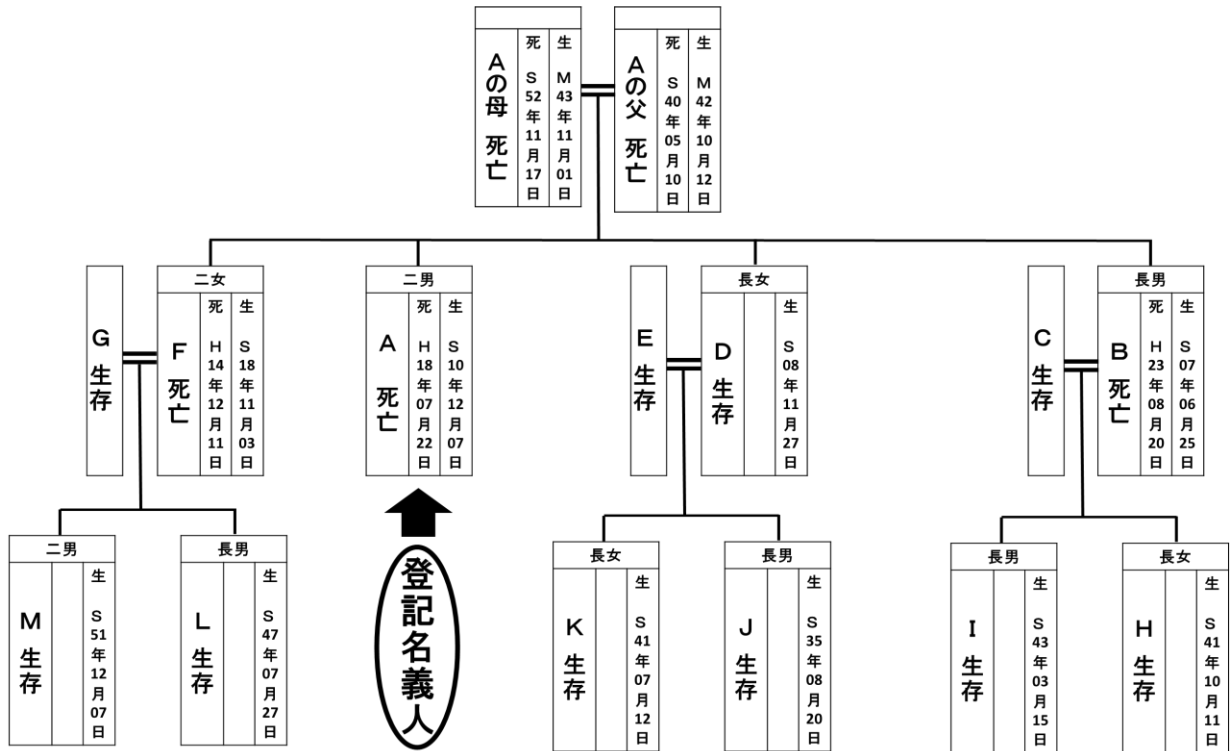 生 M42年10月12日
死 S40年05月10日
Aの父 死亡
生 M43年11月01日
死 S52年11月17日
Aの母 死亡
長男
生 S07年06月25日
死 H23年08月20日
B 死亡
C 生存
長女
生 S08年11月27日
D 生存
E 生存
二男
生 S10年12月07日
死 H18年07月22日
A 死亡
二女
生 S18年11月03日
死 H14年12月11日
F 死亡
G 生存
長女
生 S41年10月11日
H 生存
長男
生 S43年03月15日
I 生存
長男
生 S35年08月20日
J 生存
長女
生 S41年07月12日
K 生存
登記名義人
長男
生 S47年07月27日
L 生存
二男
生 S51年12月07日
M 生存